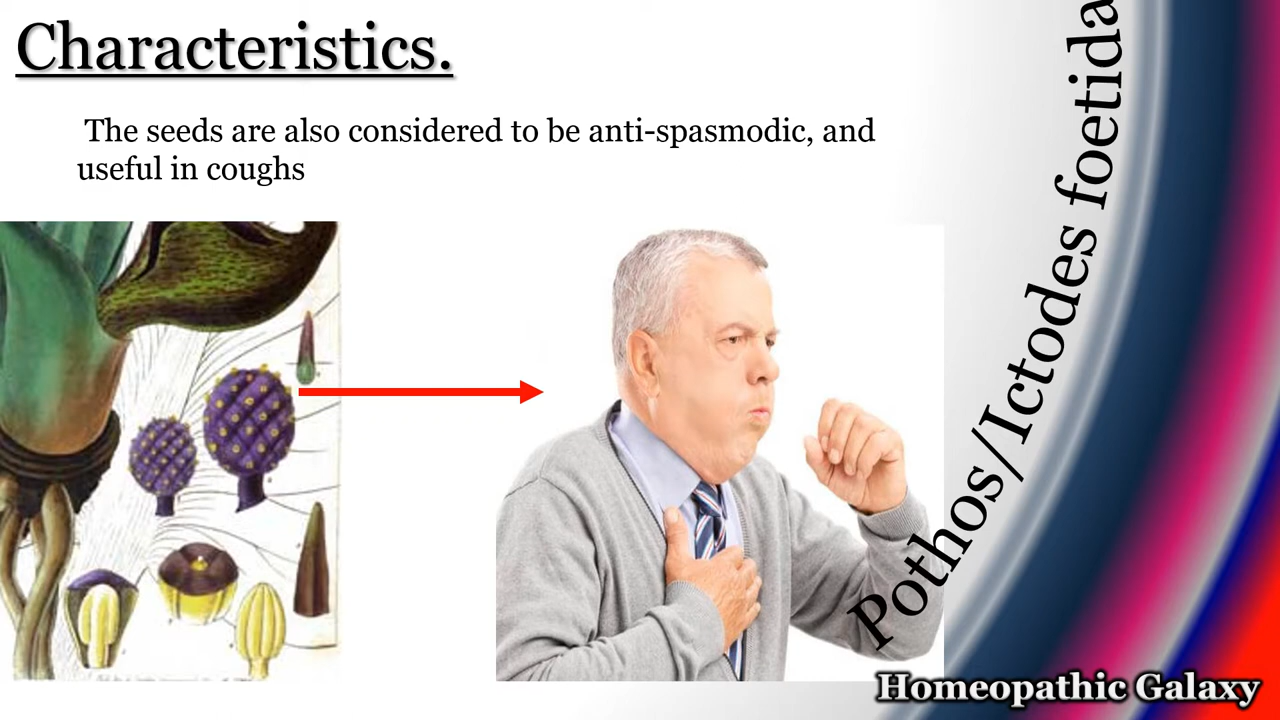 Characteristics.
The seeds are also considered to be anti-spasmodic, and
useful in coughs
Pothos/Ictodes foetida
Homeopathic Galaxy